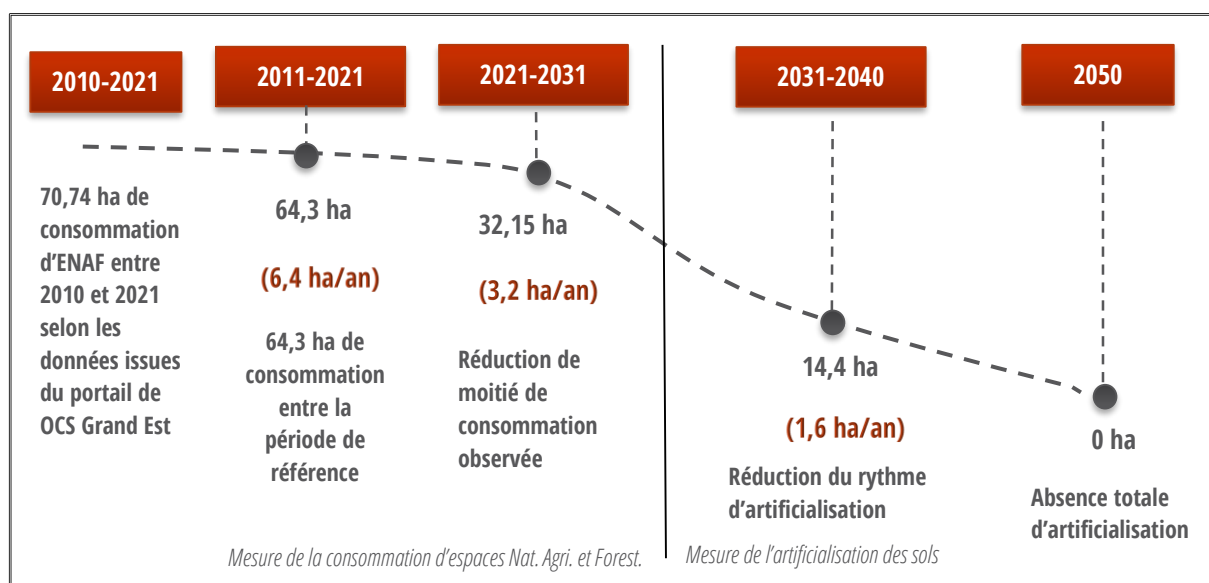 2010-2021
70,74 ha de
consommation
d'ENAF entre
2010 et 2021
selon les
données issues
du portail de
OCS Grand Est
2011-2021
64,3 ha
(6,4 ha/an)
64,3 ha de
consommation
entre la
période de
référence
2021-2031
32,15 ha
(3,2 ha/an)
Réduction de
moitié de
consommation
observée
Mesure de la consommation d'espaces Nat. Agri. et Forest.
2031-2040
14,4 ha
(1,6 ha/an)
Réduction du rythme
d'artificialisation
2050
0 ha
Absence totale
d'artificialisation
Mesure de l'artificialisation des sols